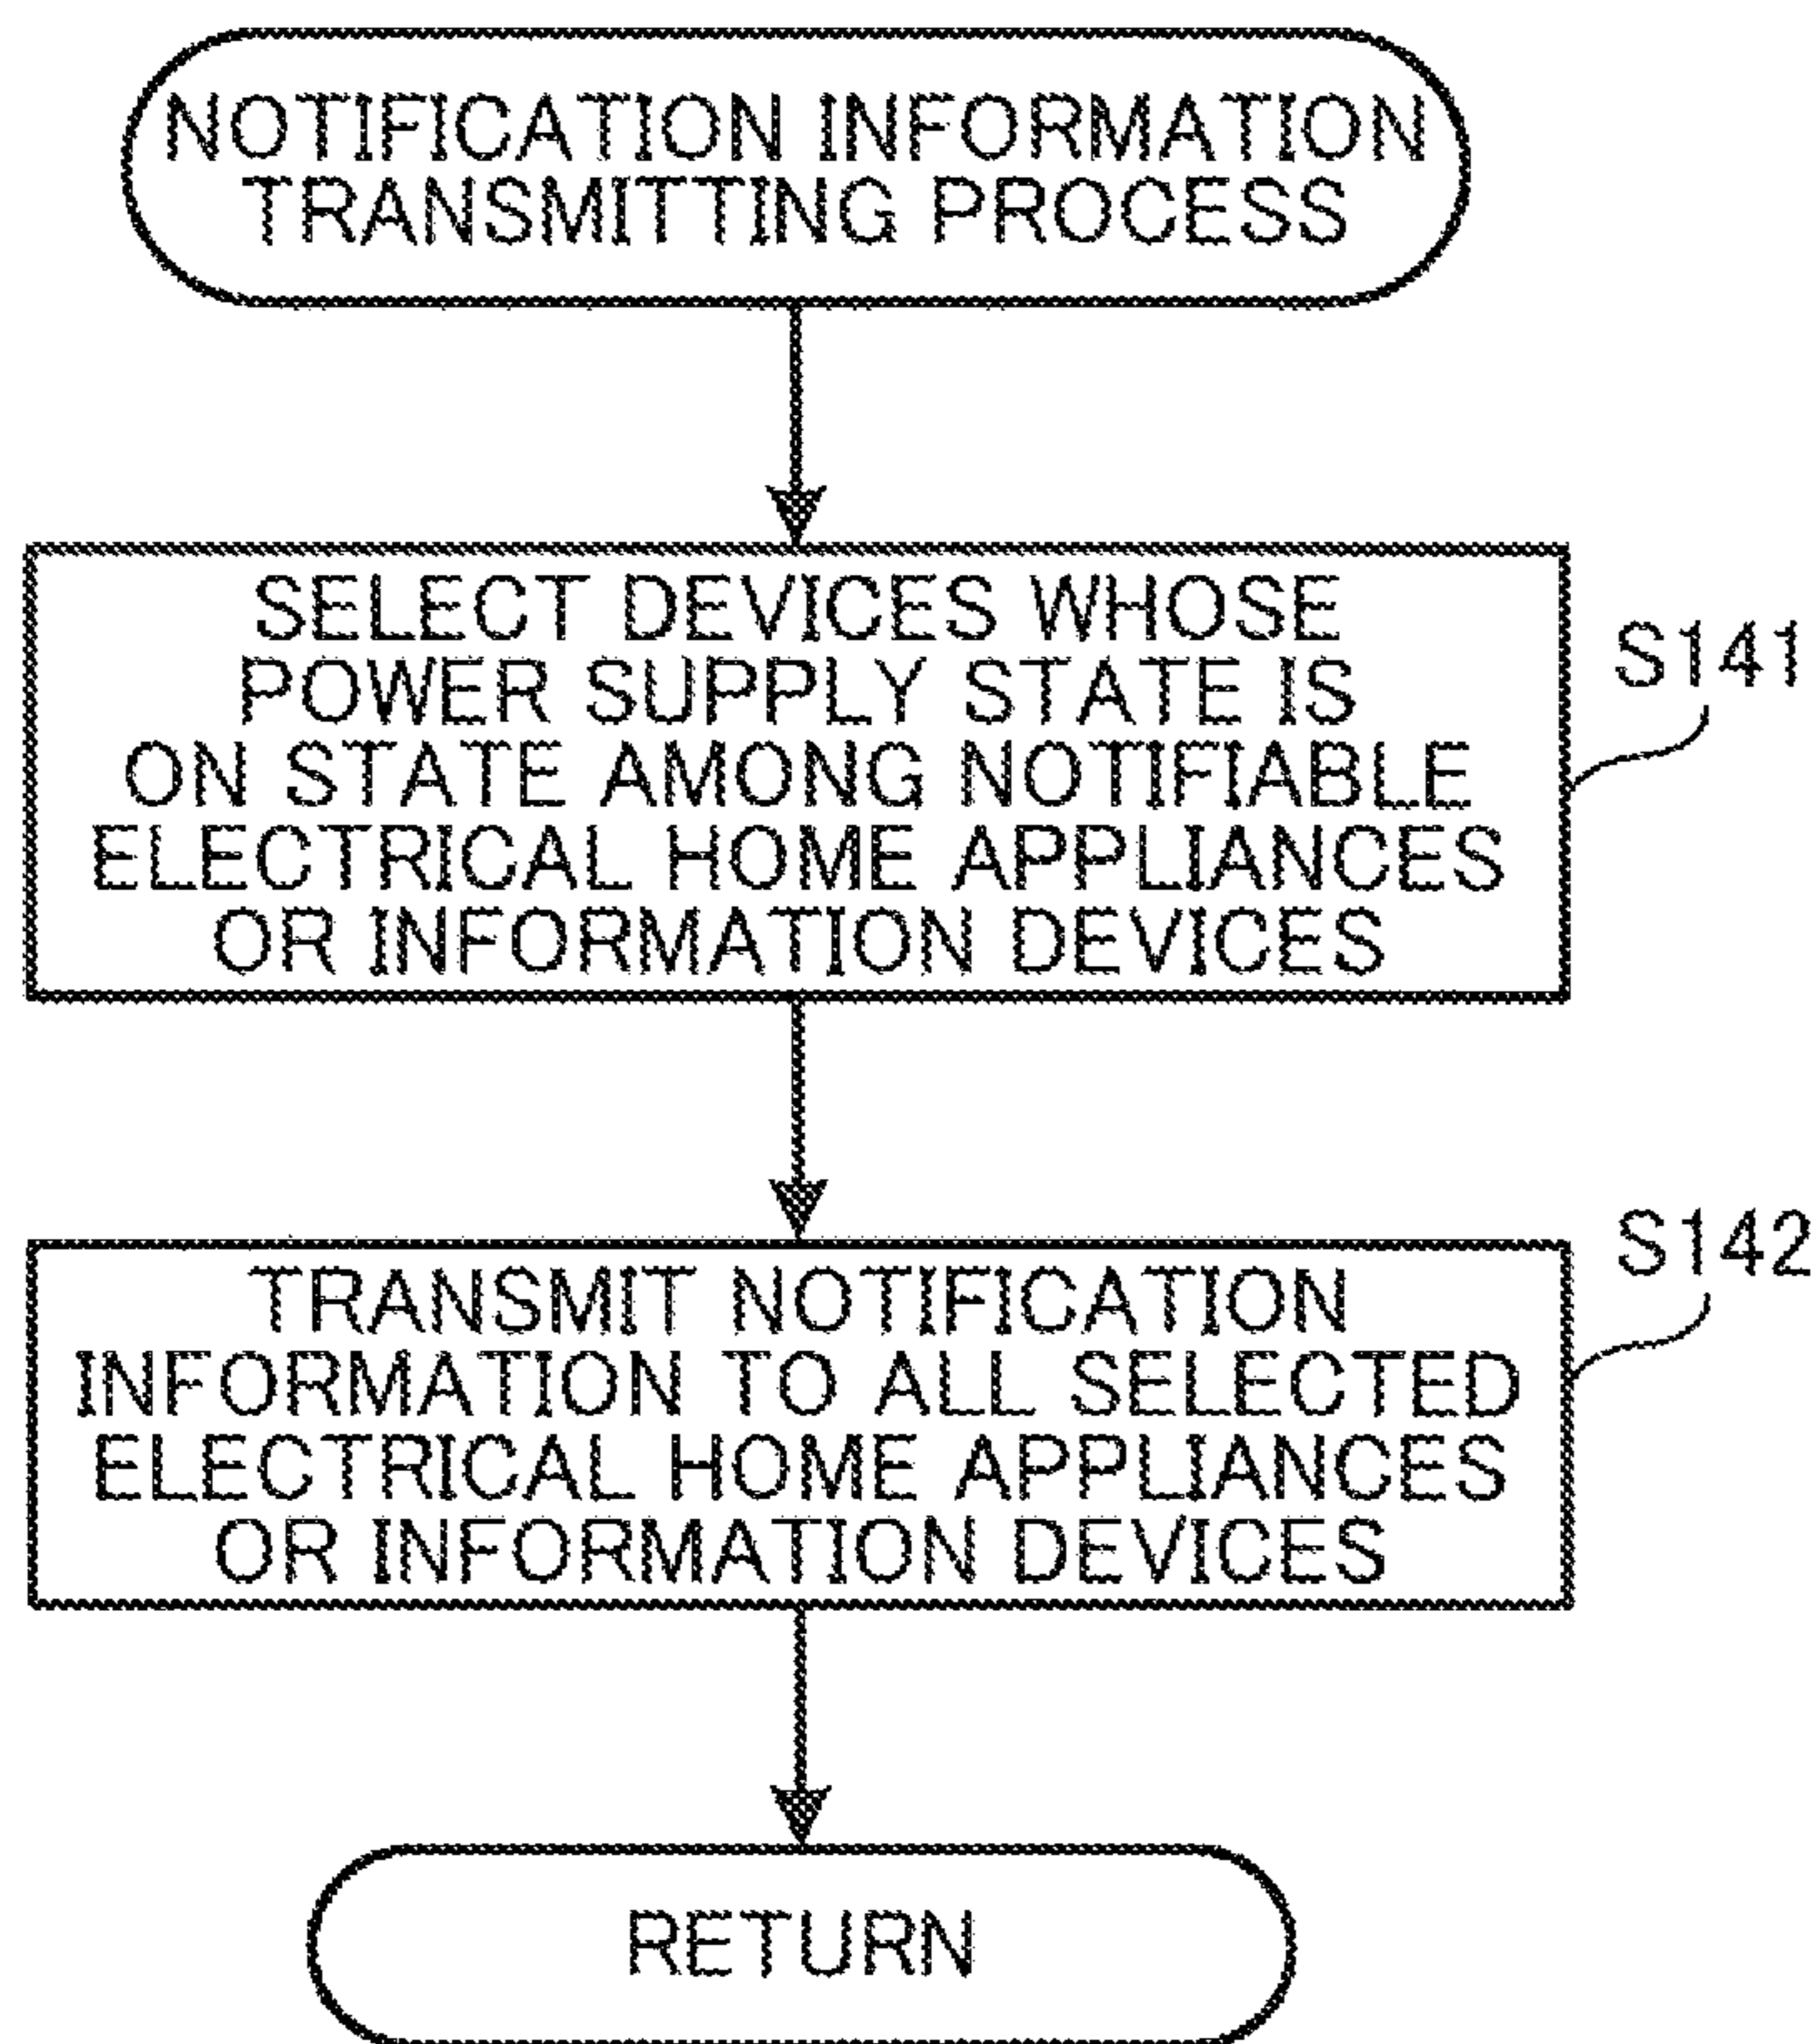 NOTIFICATION INFORMATION
TRANSMITTING PROCESS
SELECT DEVICES WHOSE
POWER SUPPLY STATE IS
ON STATE AMONG NOTIFIABLE
ELECTRICAL HOME APPLIANCES
OR INFORMATION DEVICES
S141
TRANSMIT NOTIFICATION
INFORMATION TO ALL SELECTED
ELECTRICAL HOME APPLIANCES
OR INFORMATION DEVICES
S142
RETURN